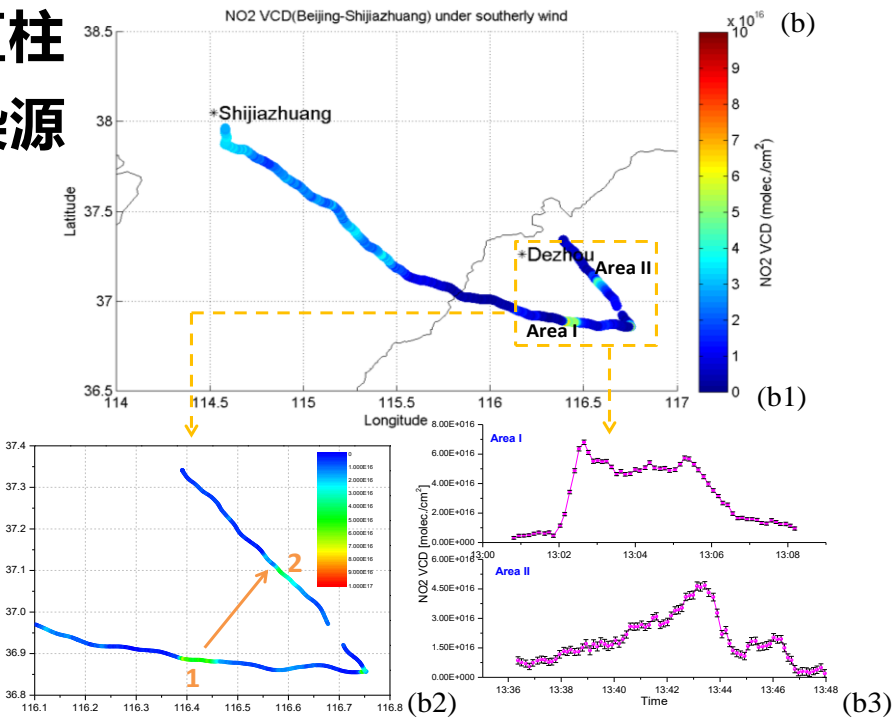 柱
源
NO2 VCD(Beijing-Shijiazhuang) under southerly wind
x 10^16
(b)
38.5
38
37.5
37
36.5
Latitude
Shijiazhuang
Dezhou
Area II
Area I
114
114.5
115
115.5
116
116.5
117
Longitude
10
9
8
7
6
5
4
3
2
1
0
NO2 VCD (molec./cm^2)
(b1)
37.4
37.3
37.2
37.1
37.0
36.9
36.8
0
1.000E16
2.000E16
3.000E16
4.000E16
5.000E16
6.000E16
7.000E16
8.000E16
9.000E16
1.000E17
2
1
116.1
116.2
116.3
116.4
116.5
116.6
116.7
116.8
(b2)
8.00E+016
6.00E+016
4.00E+016
2.00E+016
0.00E+000
Area I
13:00
13:02
13:04
13:06
13:08
NO2 VCD [molec./cm^2]
6.00E+016
4.50E+016
3.00E+016
1.50E+016
0.00E+000
Area II
13:36
13:38
13:40
13:42
13:44
13:46
13:48
Time
(b3)